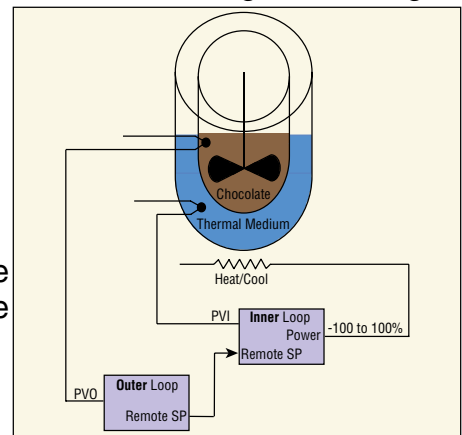 Chocolate
Thermal Medium
Heat/Cool
PVI
Inner Loop
Power
-100 to 100%
Remote SP
PVO
Outer Loop
Remote SP
e
e